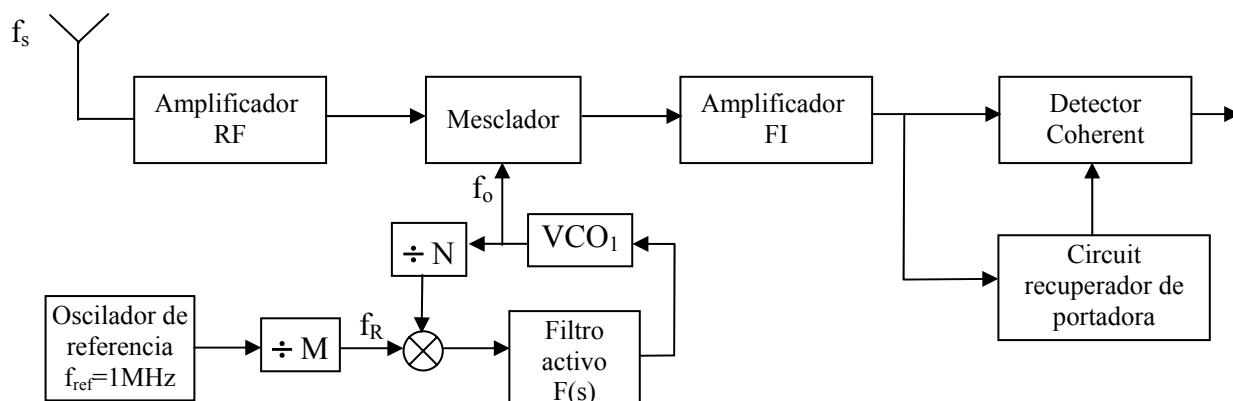 fs
Amplificador
RF
Mesclador
Amplificador
FI
Detector
Coherent
fo
÷ N
VCO1
Circuit
recuperador de
portadora
Oscilador de
referencia
fref=1MHz
÷ M
fR
Filtro
activo
F(s)